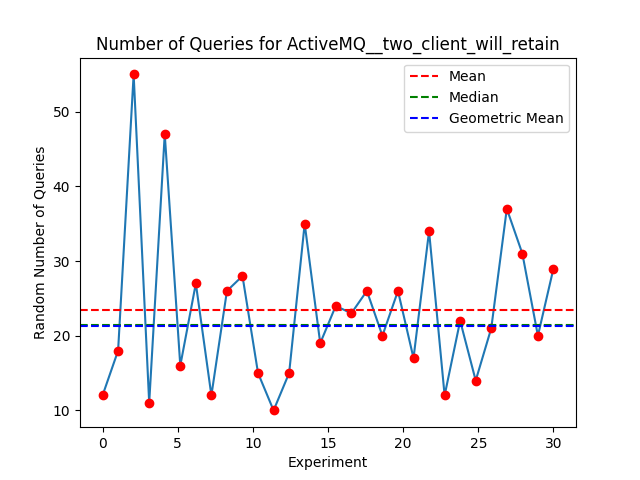 Number of Queries for ActiveMQ__two_client_will_retain
Mean
Median
Geometric Mean
Random Number of Queries
50
40
30
20
10
0 5 10 15 20 25 30
Experiment